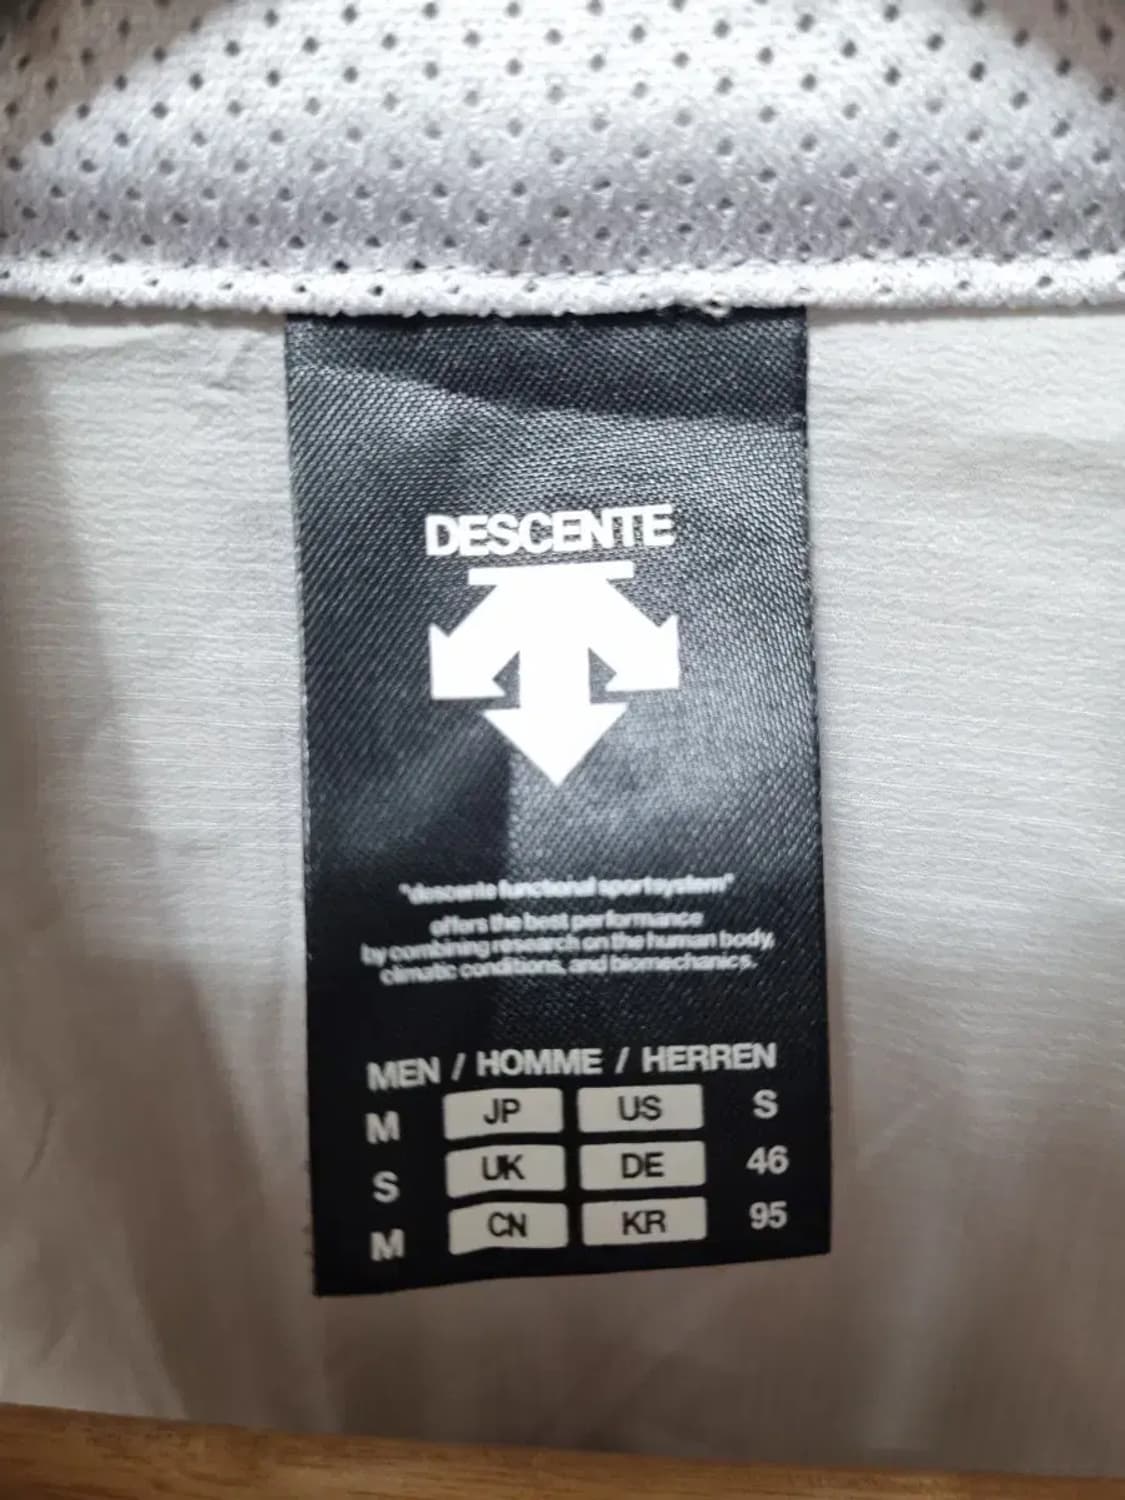 DESCENTE
"descente functional sportsystem"
offers the best performance
by combining research on the human body,
climatic conditions, and biomechanics.
MEN / HOMME / HERREN
M JP US S
S UK DE 46
M CN KR 95